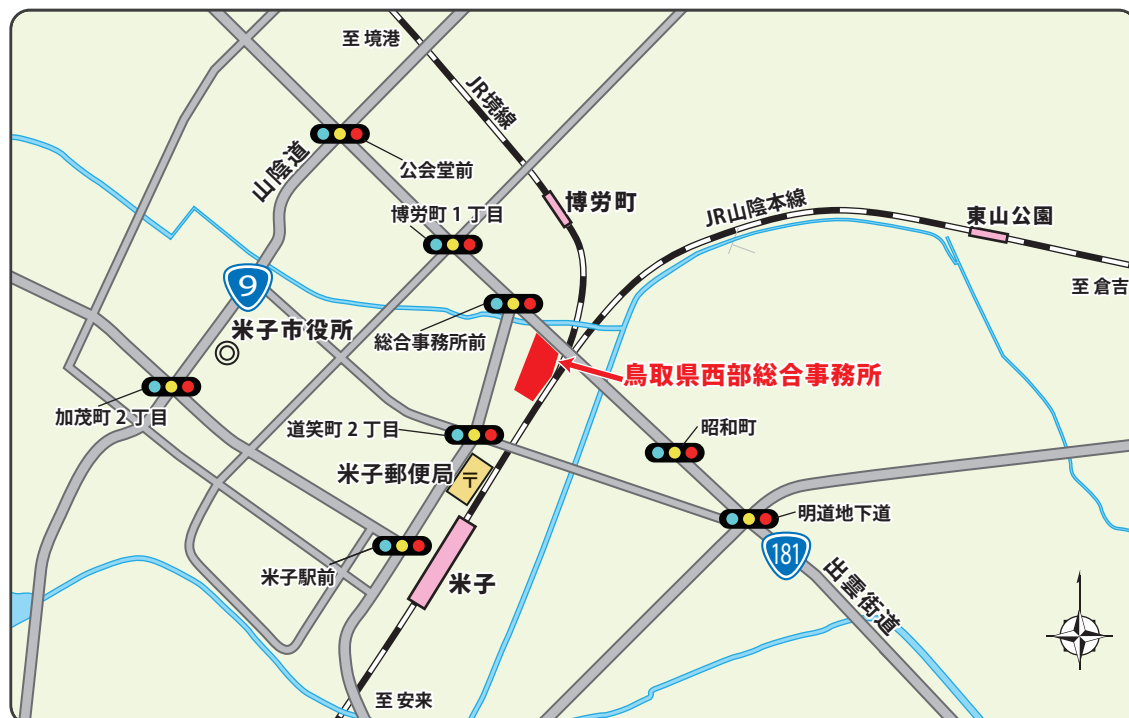 至 境港
JR境線
公会堂前
山陰道
博労町
博労町 1 丁目
JR山陰本線
東山公園
9
至 倉吉
米子市役所
総合事務所前
鳥取県西部総合事務所
加茂町 2 丁目
道笑町 2 丁目
昭和町
米子郵便局
〒
明道地下道
181
米子駅前
米子
出雲街道
至 安来